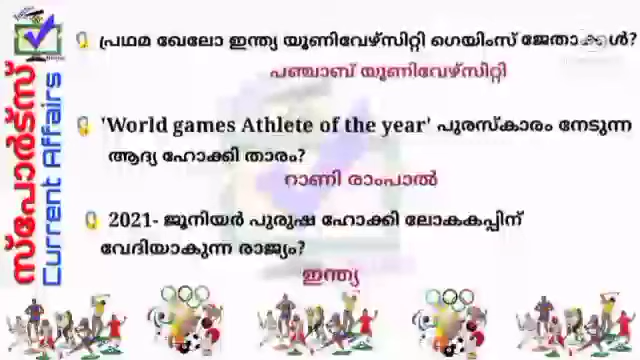 സ്പോർട്സ്
Current Affairs
പ്രഥമ ഖേലോ ഇന്ത്യ യൂണിവേഴ്സിറ്റി ഗെയിംസ് ജേതാക്കൾ?
പഞ്ചാബ് യൂണിവേഴ്സിറ്റി
'World games Athlete of the year' പുരസ്കാരം നേടുന്ന
ആദ്യ ഹോക്കി താരം?
റാണി രാംപാൽ
2021- ജൂനിയർ പുരുഷ ഹോക്കി ലോകകപ്പിന്
വേദിയാകുന്ന രാജ്യം?
ഇന്ത്യ